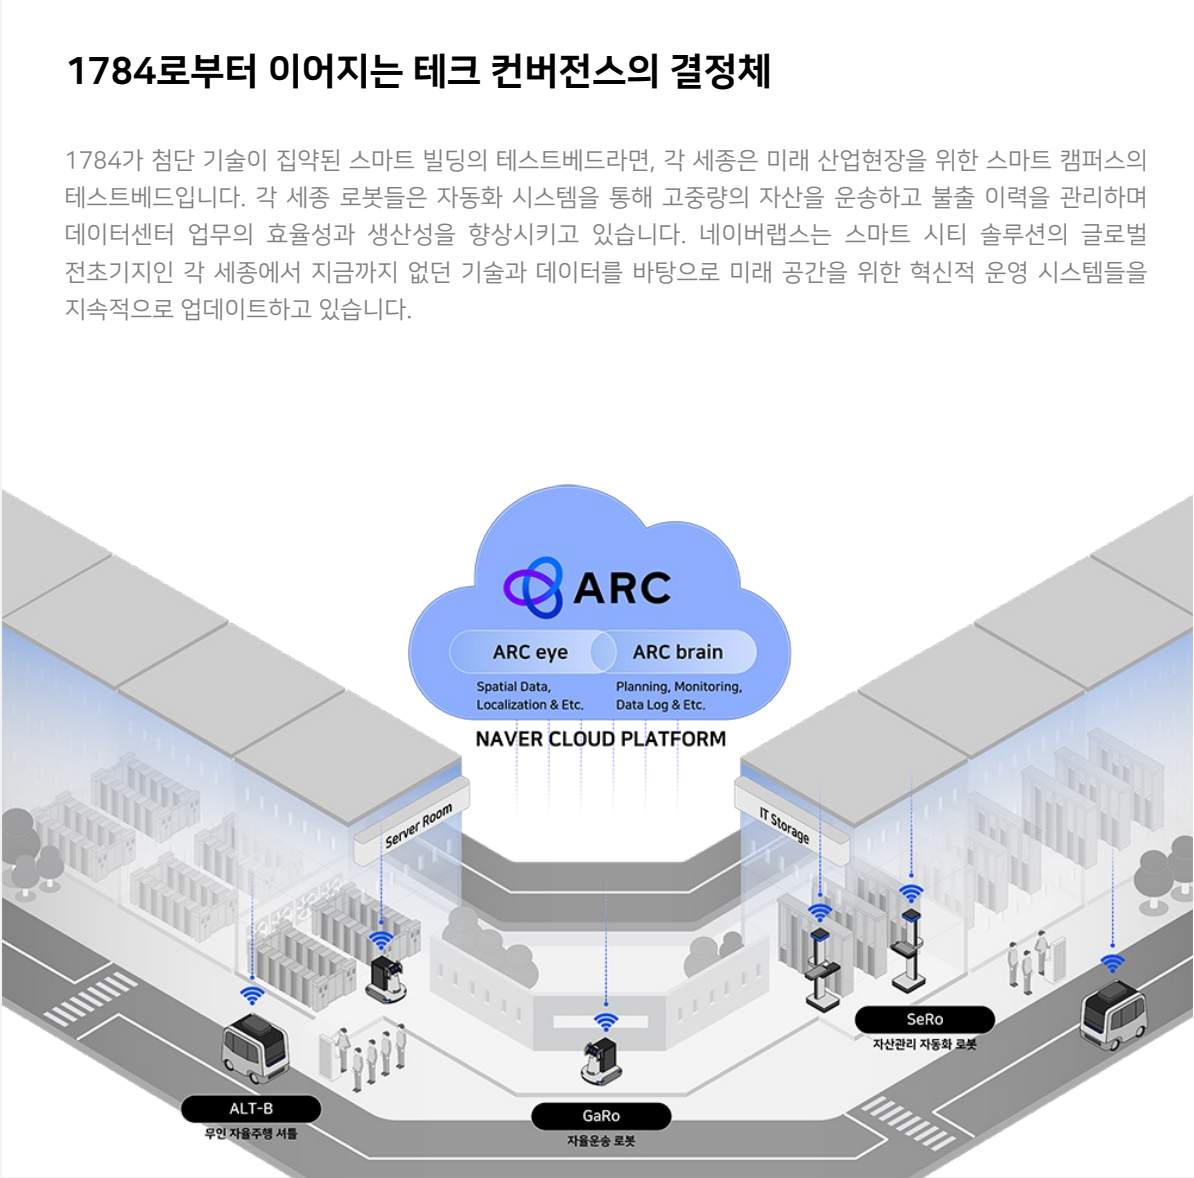 1784로부터 이어지는 테크 컨버전스의 결정체
1784가 첨단 기술이 집약된 스마트 빌딩의 테스트베드라면, 각 세종은 미래 산업현장을 위한 스마트 캠퍼스의
테스트베드입니다. 각 세종 로봇들은 자동화 시스템을 통해 고중량의 자산을 운송하고 불출 이력을 관리하며
데이터센터 업무의 효율성과 생산성을 향상시키고 있습니다. 네이버랩스는 스마트 시티 솔루션의 글로벌
전초기지인 각 세종에서 지금까지 없던 기술과 데이터를 바탕으로 미래 공간을 위한 혁신적 운영 시스템들을
지속적으로 업데이트하고 있습니다.
ARC
ARC eye
ARC brain
Spatial Data,
Localization & Etc.
Planning, Monitoring,
Data Log & Etc.
NAVER CLOUD PLATFORM
Server Room
IT Storage
SeRo
자산관리 자동화 로봇
ALT-B
무인 자율주행 셔틀
GaRo
자율운송 로봇